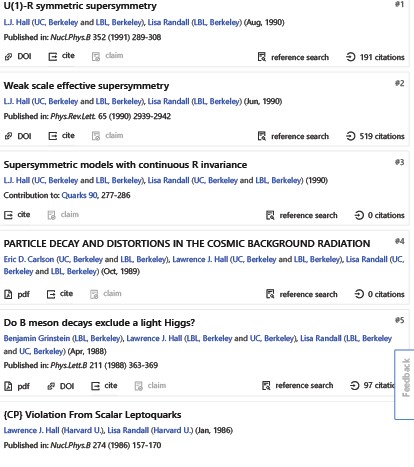 U(1)-R symmetric supersymmetry #1
L.J. Hall (UC, Berkeley and LBL, Berkeley), Lisa Randall (LBL, Berkeley) (Aug, 1990)
Published in: Nucl.Phys.B 352 (1991) 289-308
DOI cite claim reference search 191 citations
Weak scale effective supersymmetry #2
L.J. Hall (UC, Berkeley and LBL, Berkeley), Lisa Randall (LBL, Berkeley) (Jun, 1990)
Published in: Phys.Rev.Lett. 65 (1990) 2939-2942
DOI cite claim reference search 519 citations
Supersymmetric models with continuous R invariance #3
L.J. Hall (UC, Berkeley and LBL, Berkeley), Lisa Randall (UC, Berkeley and LBL, Berkeley) (1990)
Contribution to: Quarks 90, 277-286
cite claim reference search 0 citations
PARTICLE DECAY AND DISTORTIONS IN THE COSMIC BACKGROUND RADIATION #4
Eric D. Carlson (UC, Berkeley and LBL, Berkeley), Lawrence J. Hall (UC, Berkeley and LBL, Berkeley), Lisa Randall (UC,
Berkeley and LBL, Berkeley) (Oct, 1989)
pdf cite claim reference search 0 citations
Do B meson decays exclude a light Higgs? #5
Benjamin Grinstein (LBL, Berkeley), Lawrence J. Hall (LBL, Berkeley and UC, Berkeley), Lisa Randall (LBL, Berkeley
and UC, Berkeley) (Apr, 1988)
Published in: Phys.Lett.B 211 (1988) 363-369
pdf DOI cite claim reference search 97 citatio
Feedback
{CP} Violation From Scalar Leptoquarks
Lawrence J. Hall (Harvard U.), Lisa Randall (Harvard U.) (Jan, 1986)
Published in: Nucl.Phys.B 274 (1986) 157-170